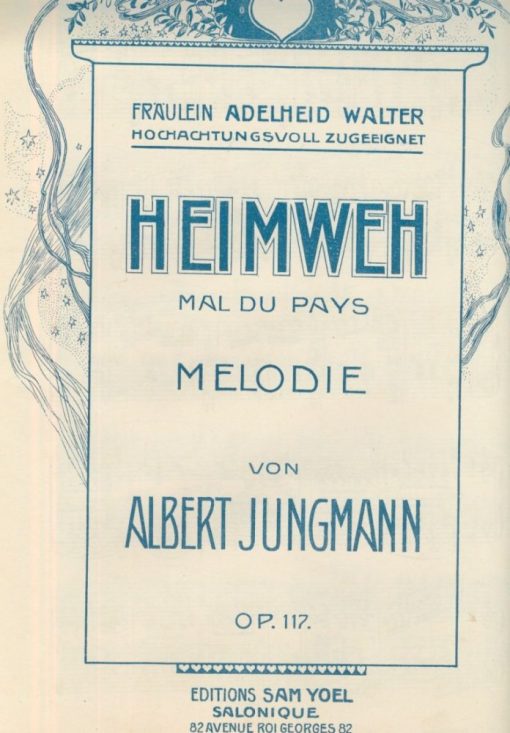 FRÄULEIN ADELHEID WALTER
HOCHACHTUNGSVOLL ZUGEEIGNET
HEIMWEH
MAL DU PAYS
MELODIE
VON
ALBERT JUNGMANN
OP. 117.
EDITIONS SAM YOEL
SALONIQUE
82 AVENUE ROI GEORGES 82